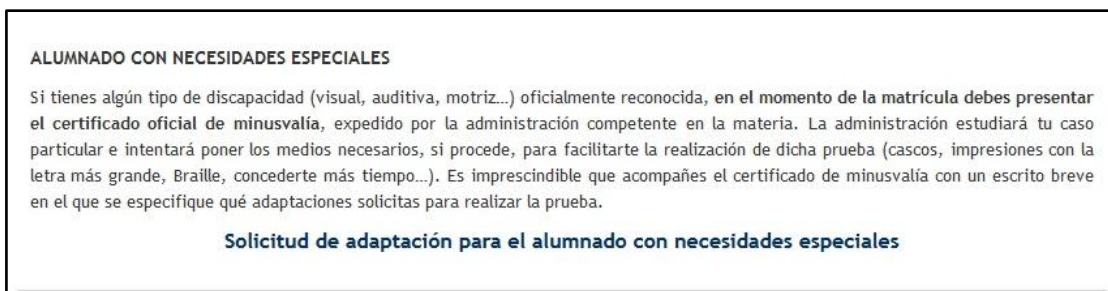 ALUMNADO CON NECESIDADES ESPECIALES
Si tienes algún tipo de discapacidad (visual, auditiva, motriz...) oficialmente reconocida, en el momento de la matrícula debes presentar
el certificado oficial de minusvalía, expedido por la administración competente en la materia. La administración estudiará tu caso
particular e intentará poner los medios necesarios, si procede, para facilitarte la realización de dicha prueba (cascos, impresiones con la
letra más grande, Braille, concederte más tiempo...). Es imprescindible que acompañes el certificado de minusvalía con un escrito breve
en el que se especifique qué adaptaciones solicitas para realizar la prueba.
Solicitud de adaptación para el alumnado con necesidades especiales